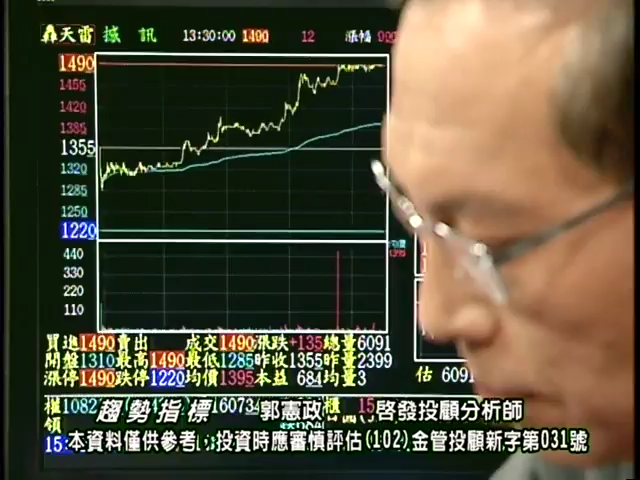 轟天雷 撼訊 13:30:00 1490 12 漲幅
1490
1455
1420
1385
1355
1320
1285
1250
1220
440
330
220
110
買進1490賣出 成交1490漲跌+135總量6091
開盤1310最高1490最低1285昨收1355昨量2399
漲停1490跌停1220均價1395本益 684均量3
估 6091
趨勢指標 郭憲政 啓發投顧分析師
本資料僅供參考,投資時應審慎評估(102)金管投顧新字第031號